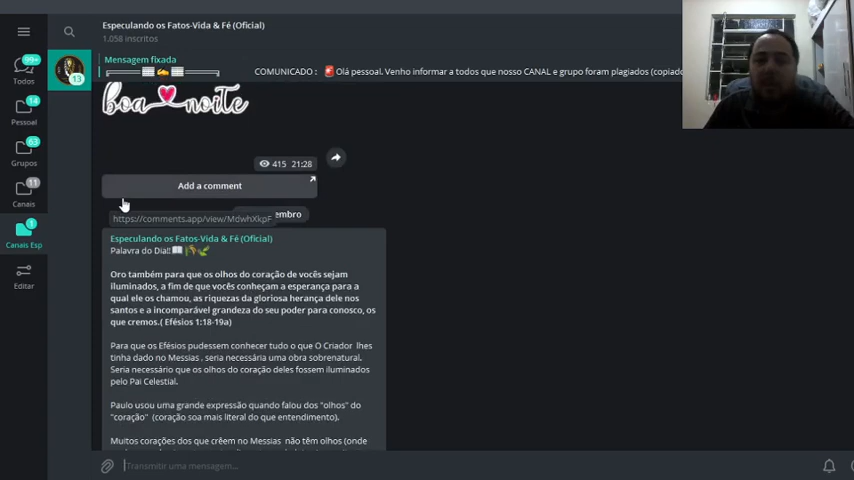 Especulando os Fatos-Vida & Fé (Oficial)
1.058 inscritos
Mensagem fixada
COMUNICADO : 🚨Olá pessoal. Venho informar a todos que nosso CANAL e grupo foram plagiados (copiado
99+
Todos
14
Pessoal
63
Grupos
11
Canais
1
Canais Esp
Editar
13
boa noite
415 21:28
Add a comment
https://comments.app/view/MdwhXkpF
embro
Especulando os Fatos-Vida & Fé (Oficial)
Palavra do Dia!!
Oro também para que os olhos do coração de vocês sejam
iluminados, a fim de que vocês conheçam a esperança para a
qual ele os chamou, as riquezas da gloriosa herança dele nos
santos e a incomparável grandeza do seu poder para conosco, os
que cremos.( Efésios 1:18-19a)
Para que os Efésios pudessem conhecer tudo o que O Criador lhes
tinha dado no Messias , seria necessária uma obra sobrenatural.
Seria necessário que os olhos do coração deles fossem iluminados
pelo Pai Celestial.
Paulo usou uma grande expressão quando falou dos "olhos" do
"coração" (coração soa mais literal do que entendimento).
Muitos corações dos que crêem no Messias não têm olhos (onde
Transmitir uma mensagem...